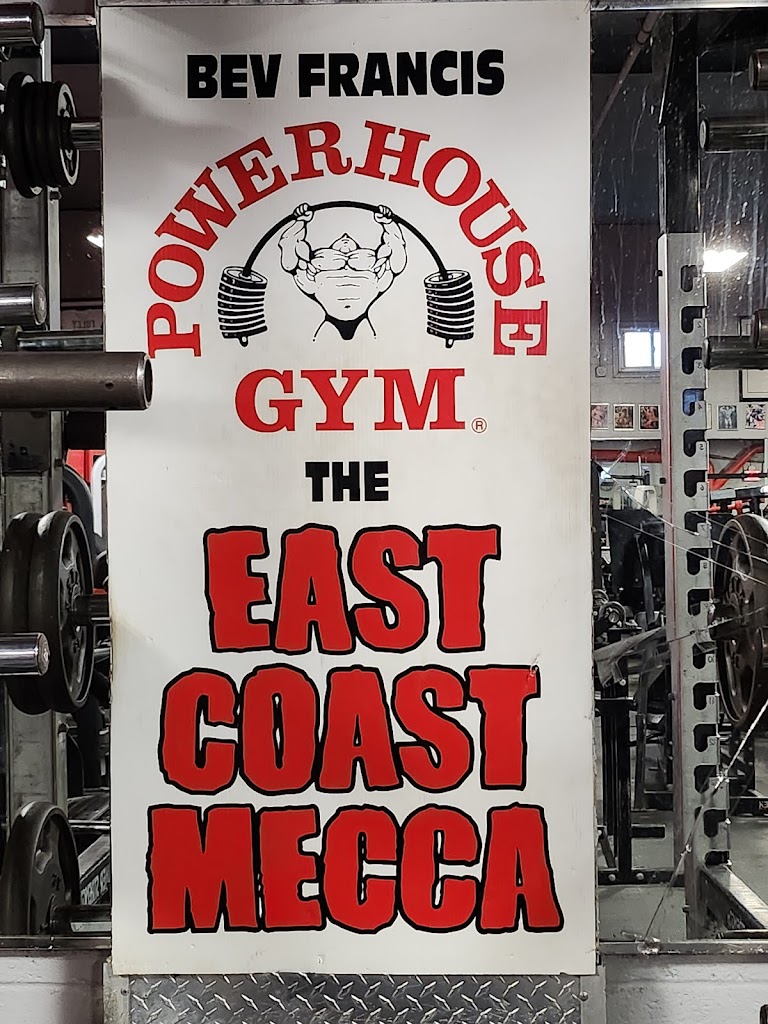 BEV FRANCIS
POWERHOUSE
GYM®
THE
EAST
COAST
MECCA